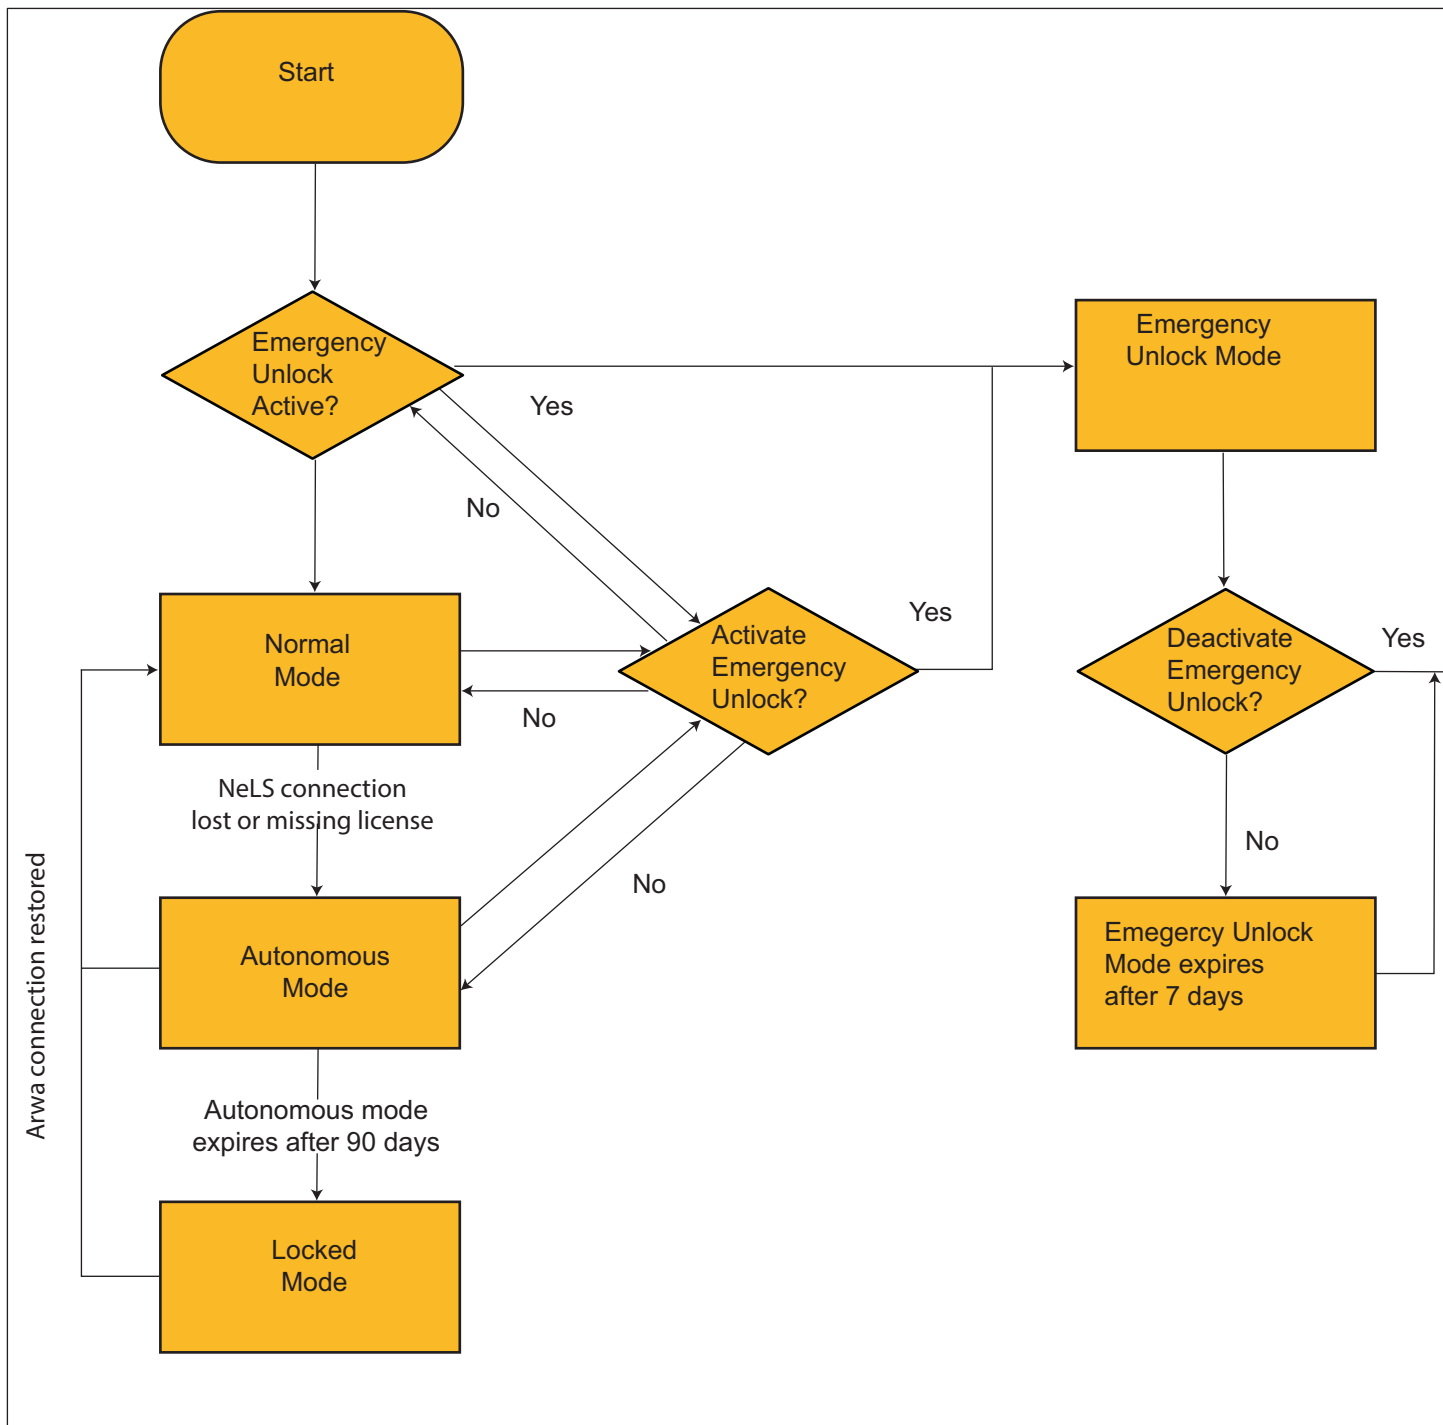 Start
Emergency
Unlock
Active?
Yes
No
Emergency
Unlock Mode
Normal
Mode
No
Activate
Emergency
Unlock?
Yes
Deactivate
Emergency
Unlock?
Yes
No
NeLS connection
lost or missing license
Autonomous
Mode
No
Emegercy Unlock
Mode expires
after 7 days
Arwa connection restored
Autonomous mode
expires after 90 days
Locked
Mode